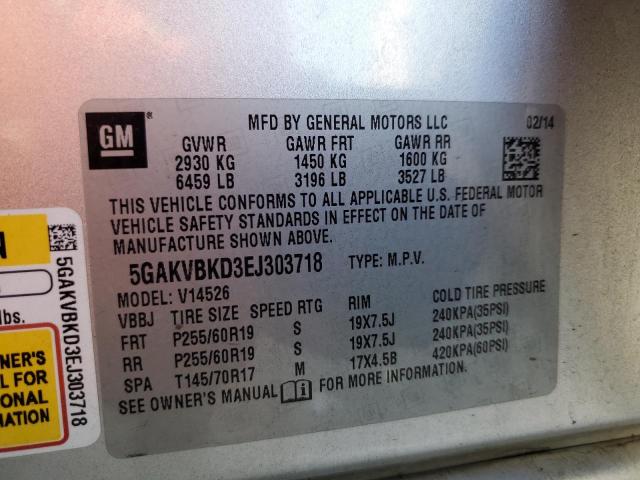 GM
®
MFD BY GENERAL MOTORS LLC
02/14
GVWR GAWR FRT GAWR RR
2930 KG 1450 KG 1600 KG
6459 LB 3196 LB 3527 LB
THIS VEHICLE CONFORMS TO ALL APPLICABLE U.S. FEDERAL MOTOR
VEHICLE SAFETY STANDARDS IN EFFECT ON THE DATE OF
MANUFACTURE SHOWN ABOVE.
5GAKVBKD3EJ303718 TYPE: M.P.V.
MODEL: V14526
VBBJ TIRE SIZE SPEED RTG RIM COLD TIRE PRESSURE
FRT P255/60R19 S 19X7.5J 240KPA(35PSI)
RR P255/60R19 S 19X7.5J 240KPA(35PSI)
SPA T145/70R17 M 17X4.5B 420KPA(60PSI)
SEE OWNER'S MANUAL FOR MORE INFORMATION.
N
lbs.
WNER'S
L FOR
ONAL
MATION
5GAKVBKD3EJ303718